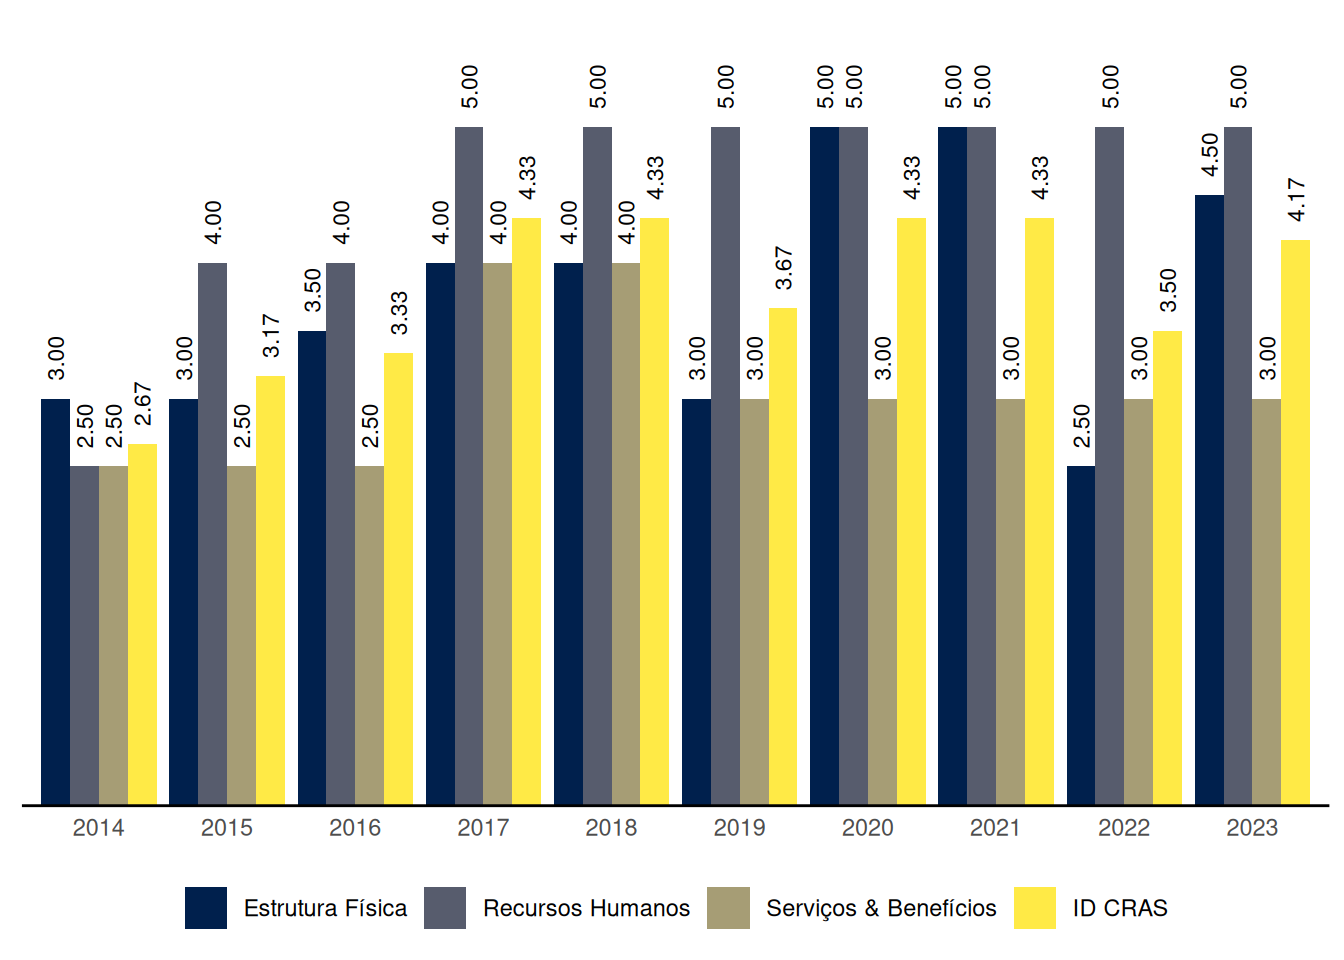 3.00 2.50 2.50 2.67
3.00 4.00 2.50 3.17
3.50 4.00 2.50 3.33
4.00 5.00 4.00 4.33
4.00 5.00 4.00 4.33
3.00 5.00 3.00 3.67
5.00 5.00 3.00 4.33
5.00 5.00 3.00 4.33
2.50 5.00 3.00 3.50
4.50 5.00 3.00 4.17
2014 2015 2016 2017 2018 2019 2020 2021 2022 2023
Estrutura Física Recursos Humanos Serviços & Benefícios ID CRAS